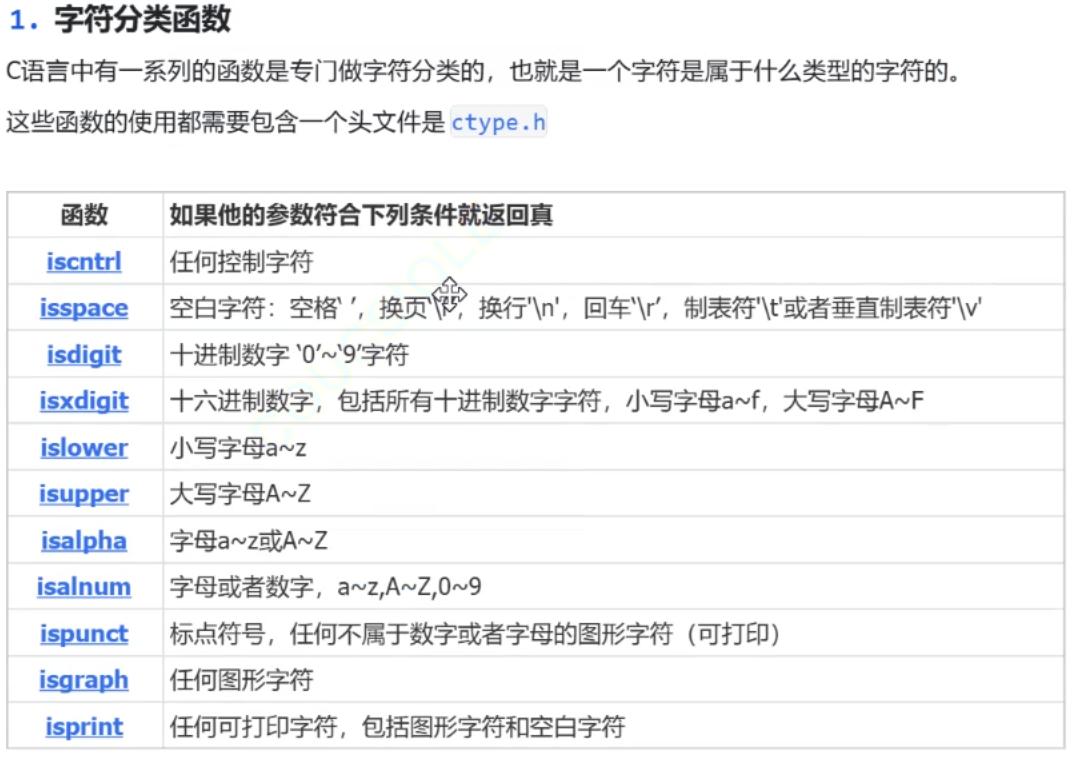 1. 字符分类函数
C语言中有一系列的函数是专门做字符分类的，也就是一个字符是属于什么类型的字符的。
这些函数的使用都需要包含一个头文件是 ctype.h
函数 如果他的参数符合下列条件就返回真
iscntrl 任何控制字符
isspace 空白字符：空格‘ ’，换页‘\f’，换行'\n'，回车‘\r’，制表符'\t'或者垂直制表符'\v'
isdigit 十进制数字 ‘0’~‘9’字符
isxdigit 十六进制数字，包括所有十进制数字字符，小写字母a~f，大写字母A~F
islower 小写字母a~z
isupper 大写字母A~Z
isalpha 字母a~z或A~Z
isalnum 字母或者数字，a~z,A~Z,0~9
ispunct 标点符号，任何不属于数字或者字母的图形字符（可打印）
isgraph 任何图形字符
isprint 任何可打印字符，包括图形字符和空白字符